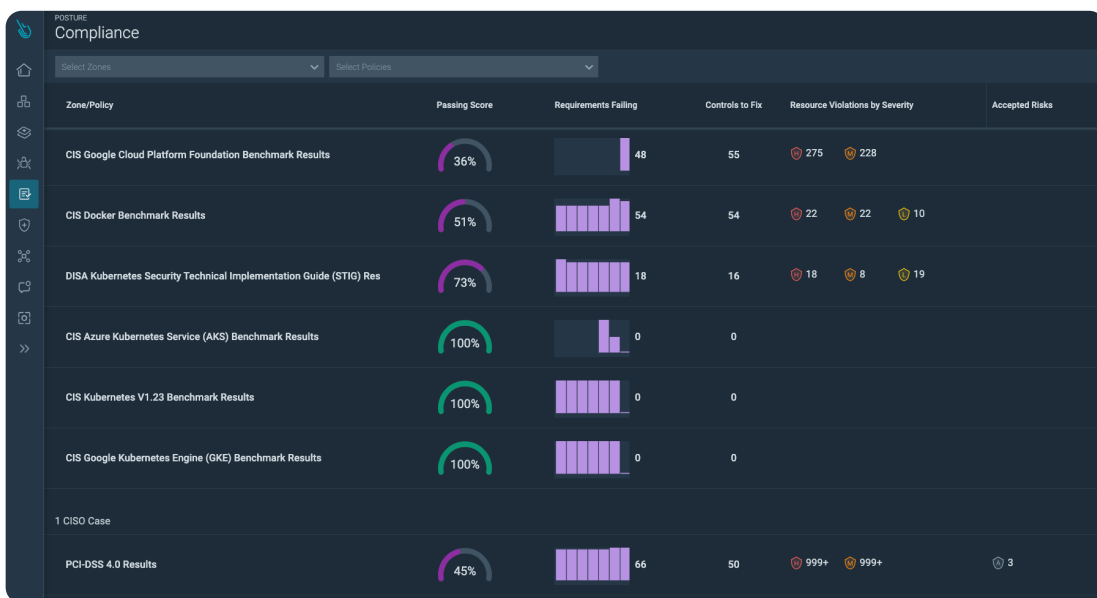 POSTURE
Compliance
Select Zones Select Policies
Zone/Policy Passing Score Requirements Failing Controls to Fix Resource Violations by Severity Accepted Risks
CIS Google Cloud Platform Foundation Benchmark Results 36% 48 55 H 275 M 228
CIS Docker Benchmark Results 51% 54 54 H 22 M 22 L 10
DISA Kubernetes Security Technical Implementation Guide (STIG) Res 73% 18 16 H 18 M 8 L 19
CIS Azure Kubernetes Service (AKS) Benchmark Results 100% 0 0
CIS Kubernetes V1.23 Benchmark Results 100% 0 0
CIS Google Kubernetes Engine (GKE) Benchmark Results 100% 0 0
1 CISO Case
PCI-DSS 4.0 Results 45% 66 50 H 999+ M 999+ A 3